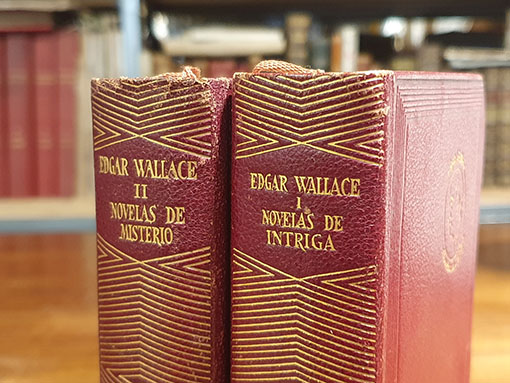 EDGAR WALLACE
II
NOVELAS DE
MISTERIO
EDGAR WALLACE
I
NOVELAS DE
INTRIGA